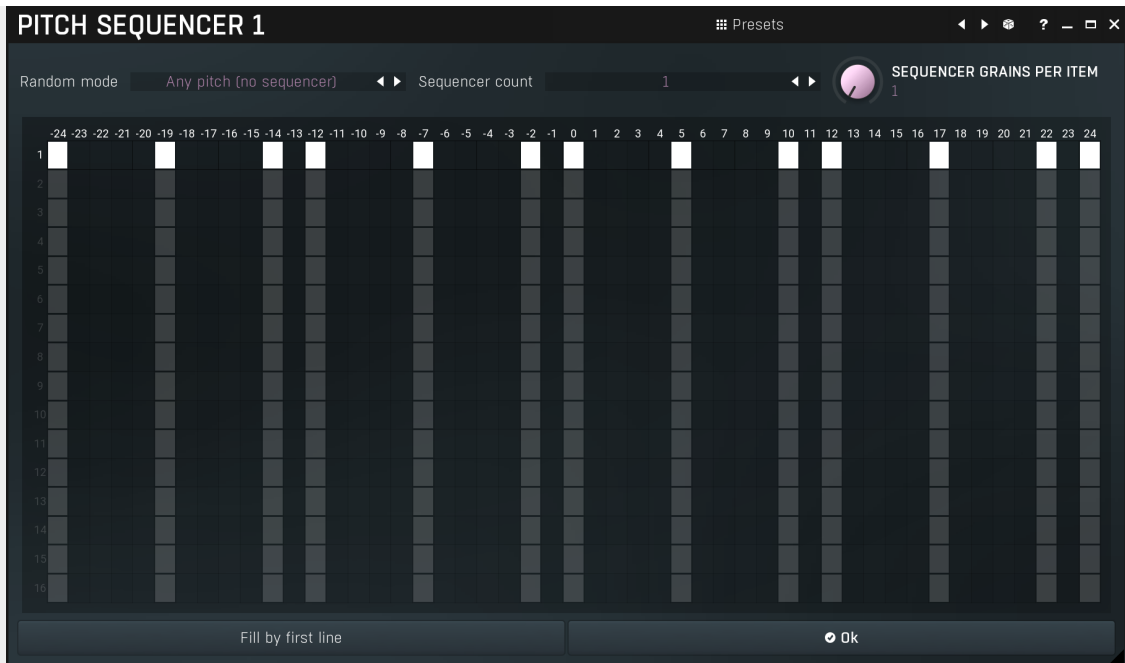 PITCH SEQUENCER 1
Presets
?
Random mode
Any pitch (no sequencer)
Sequencer count
1
SEQUENCER GRAINS PER ITEM
1
-24 -23 -22 -21 -20 -19 -18 -17 -16 -15 -14 -13 -12 -11 -10 -9 -8 -7 -6 -5 -4 -3 -2 -1 0 1 2 3 4 5 6 7 8 9 10 11 12 13 14 15 16 17 18 19 20 21 22 23 24
1
2
3
4
5
6
7
8
9
10
11
12
13
14
15
16
Fill by first line
Ok